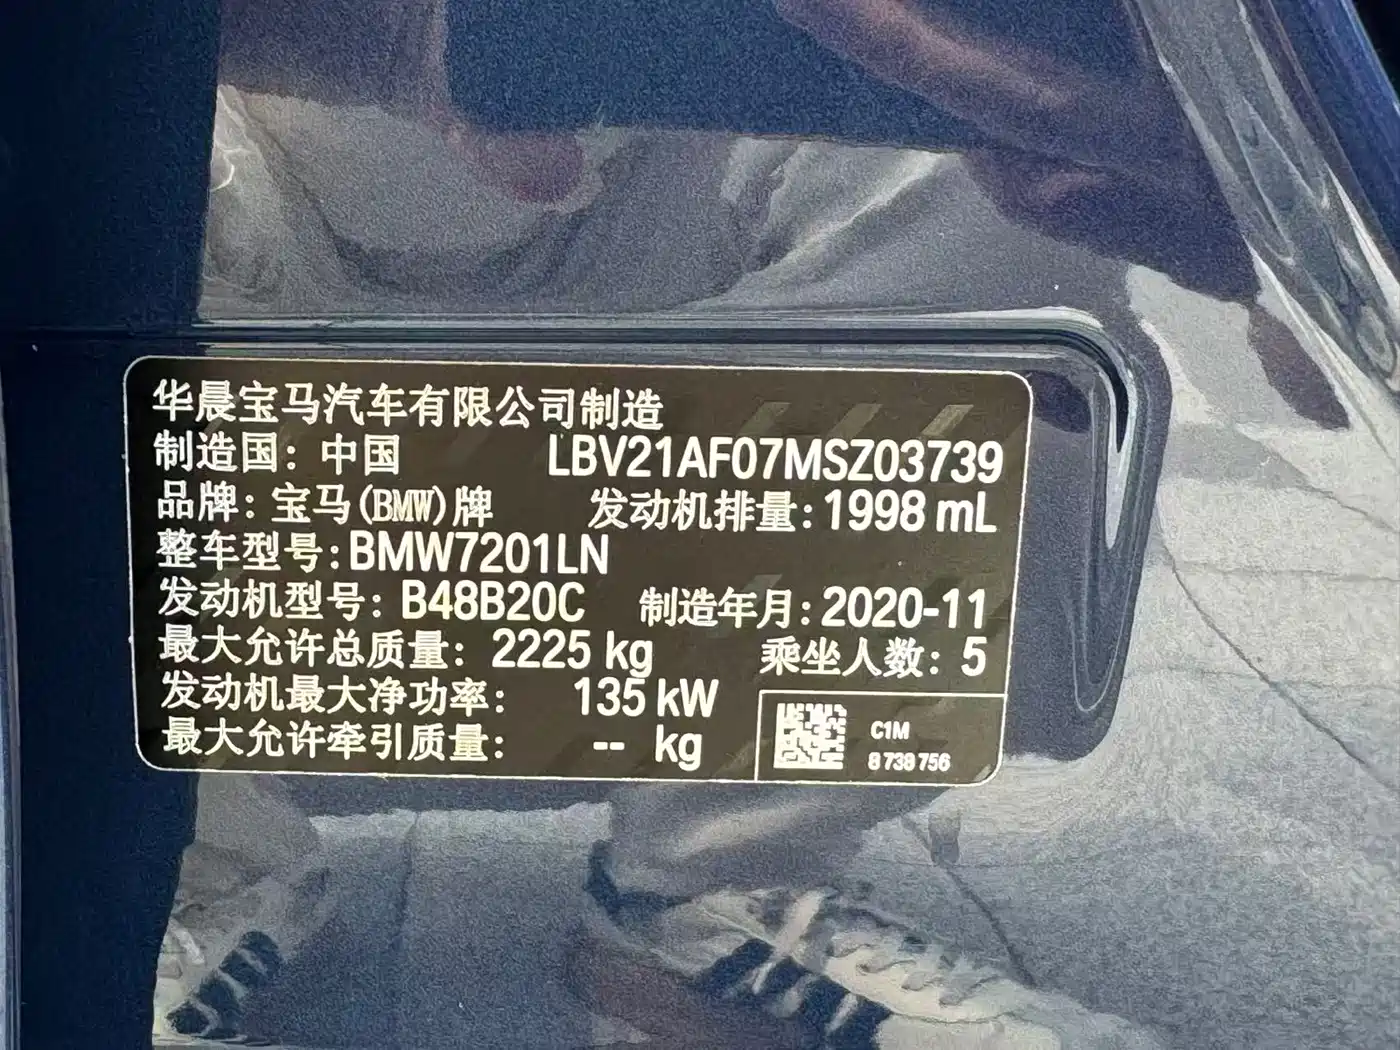 华晨宝马汽车有限公司制造
制造国：中国 LBV21AF07MSZ03739
品牌：宝马(BMW)牌 发动机排量：1998 mL
整车型号：BMW7201LN
发动机型号：B48B20C 制造年月：2020-11
最大允许总质量：2225 kg 乘坐人数：5
发动机最大净功率：135 kW
最大允许牵引质量：-- kg
C1M
8 738 756